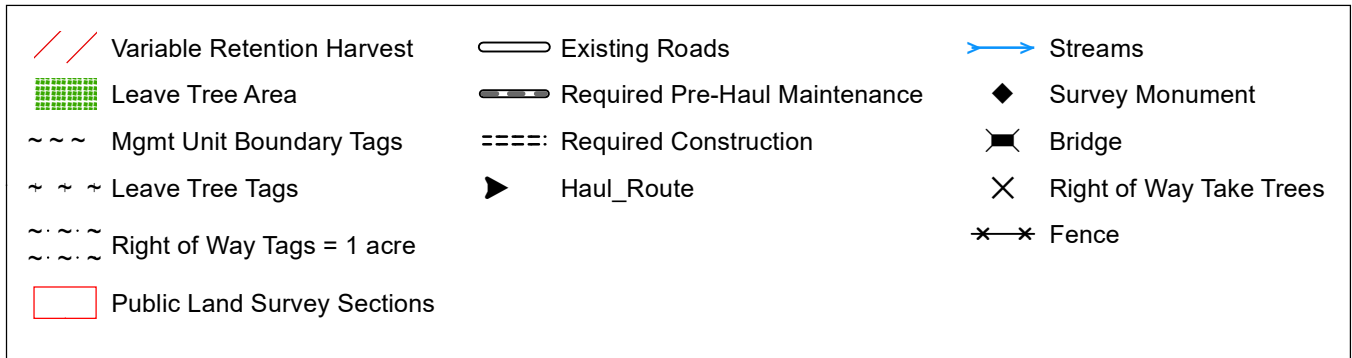 Variable Retention Harvest
Leave Tree Area
Mgmt Unit Boundary Tags
Leave Tree Tags
Right of Way Tags = 1 acre
Public Land Survey Sections
Existing Roads
Required Pre-Haul Maintenance
Required Construction
Haul_Route
Streams
Survey Monument
Bridge
Right of Way Take Trees
Fence